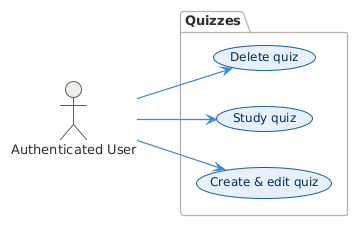 Quizzes
Delete quiz
Study quiz
Authenticated User
Create & edit quiz